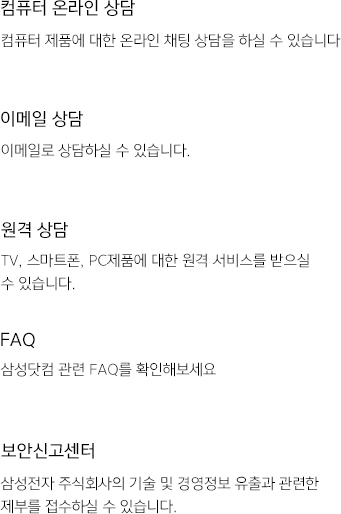 컴퓨터 온라인 상담
컴퓨터 제품에 대한 온라인 채팅 상담을 하실 수 있습니다
이메일 상담
이메일로 상담하실 수 있습니다.
원격 상담
TV, 스마트폰, PC제품에 대한 원격 서비스를 받으실
수 있습니다.
FAQ
삼성닷컴 관련 FAQ를 확인해보세요
보안신고센터
삼성전자 주식회사의 기술 및 경영정보 유출과 관련한
제부를 접수하실 수 있습니다.